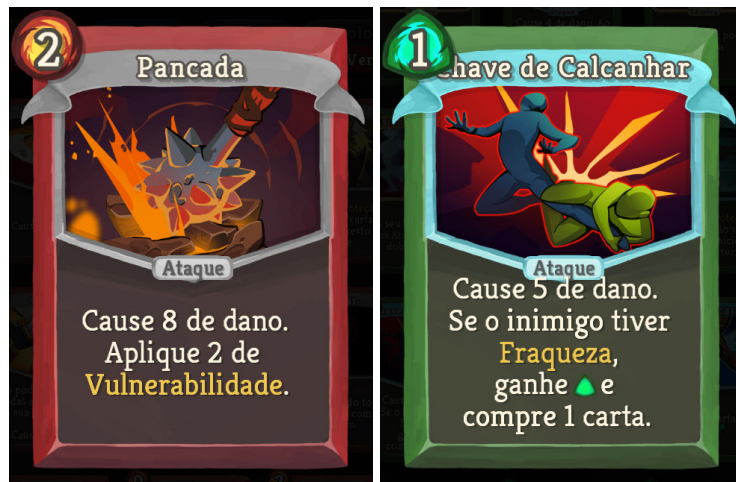 2
Pancada
Ataque
Cause 8 de dano.
Aplique 2 de
Vulnerabilidade.
1
Chave de Calcanhar
Ataque
Cause 5 de dano.
Se o inimigo tiver
Fraqueza,
ganhe e
compre 1 carta.